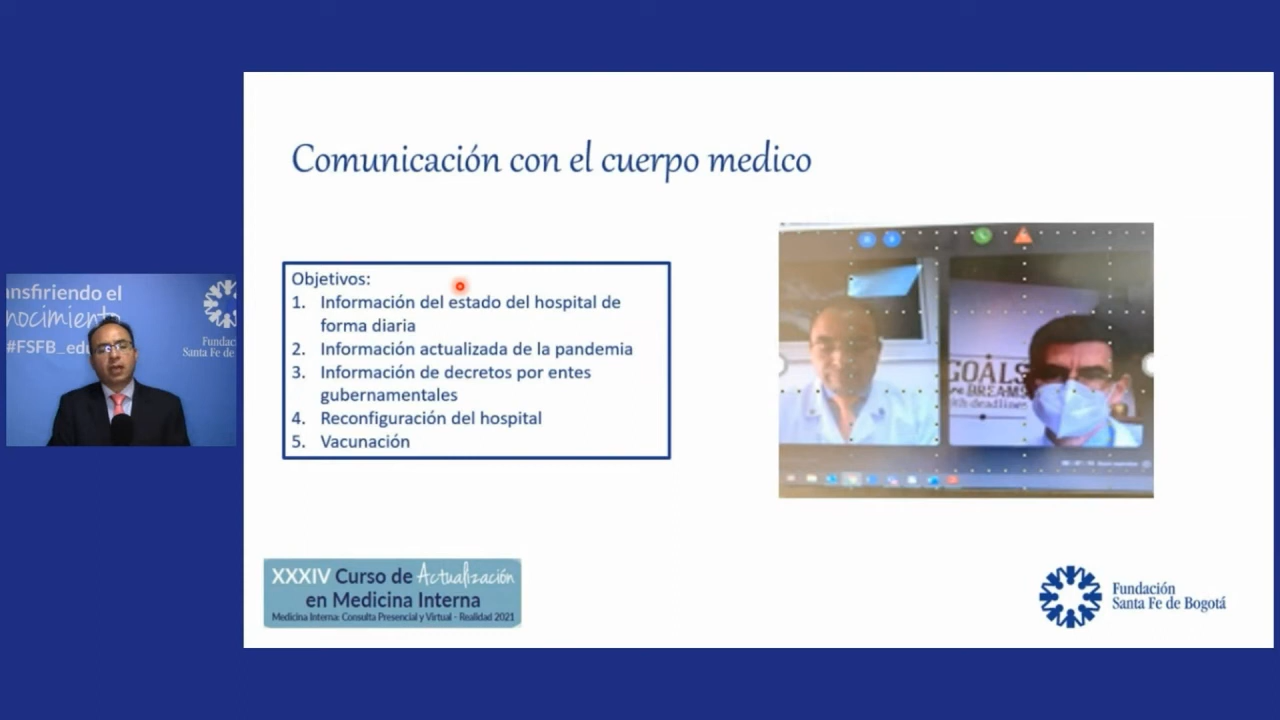 Comunicación con el cuerpo medico
nsfiriendo el
nocimiento
#FSFB_edu
Fundac
Santa Fe de
Objetivos:
1. Información del estado del hospital de
forma diaria
2. Información actualizada de la pandemia
3. Información de decretos por entes
gubernamentales
4. Reconfiguración del hospital
5. Vacunación
GOALS
DREAMS
deadlines
XXXIV Curso de Actualización
en Medicina Interna
Medicina Interna: Consulta Presencial y Virtual - Realidad 2021
Fundación
Santa Fe de Bogotá